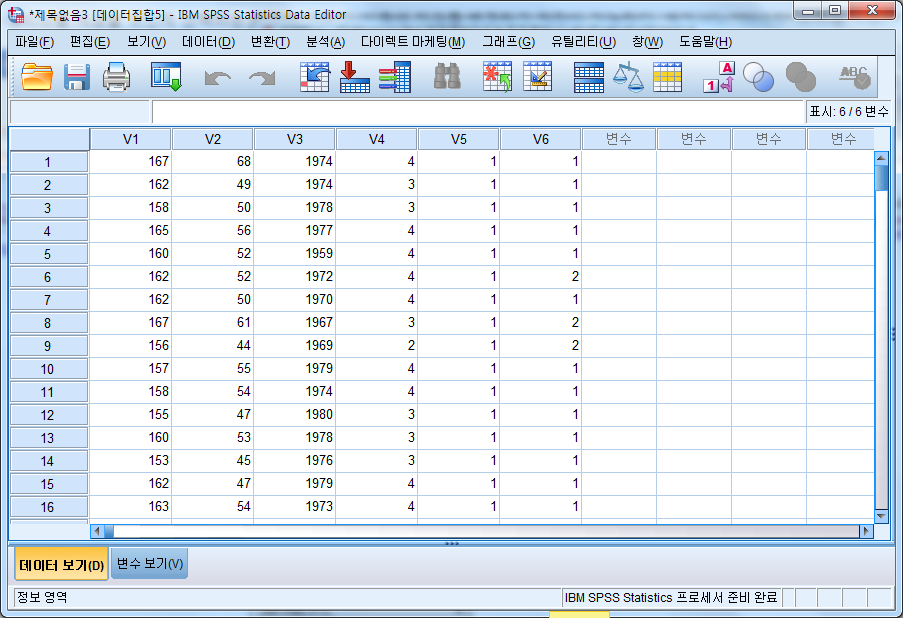 *제목없음3 [데이터집합5] - IBM SPSS Statistics Data Editor
파일(F) 편집(E) 보기(V) 데이터(D) 변환(T) 분석(A) 다이렉트 마케팅(M) 그래프(G) 유틸리티(U) 창(W) 도움말(H)
1 A
ABC
표시: 6 / 6 변수
V1 V2 V3 V4 V5 V6 변수 변수 변수 변수
1 167 68 1974 4 1 1
2 162 49 1974 3 1 1
3 158 50 1978 3 1 1
4 165 56 1977 4 1 1
5 160 52 1959 4 1 1
6 162 52 1972 4 1 2
7 162 50 1970 4 1 1
8 167 61 1967 3 1 2
9 156 44 1969 2 1 2
10 157 55 1979 4 1 1
11 158 54 1974 4 1 1
12 155 47 1980 3 1 1
13 160 53 1978 3 1 1
14 153 45 1976 3 1 1
15 162 47 1979 4 1 1
16 163 54 1973 4 1 1
데이터 보기(D) 변수 보기(V)
정보 영역 IBM SPSS Statistics 프로세서 준비 완료